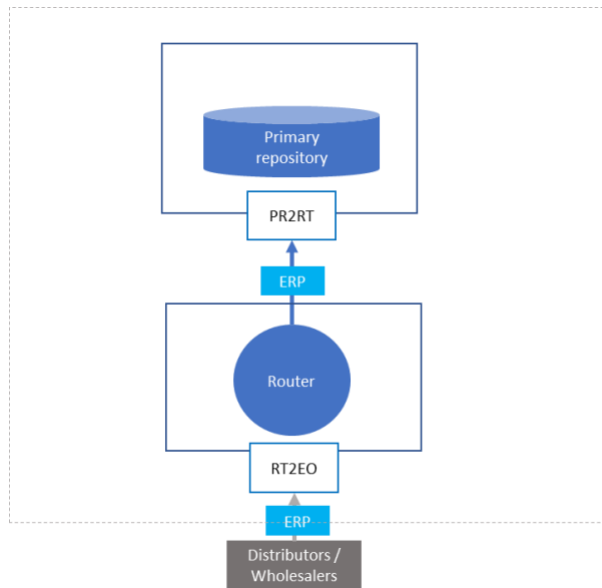 Primary
repository
PR2RT
ERP
Router
RT2EO
ERP
Distributors /
Wholesalers